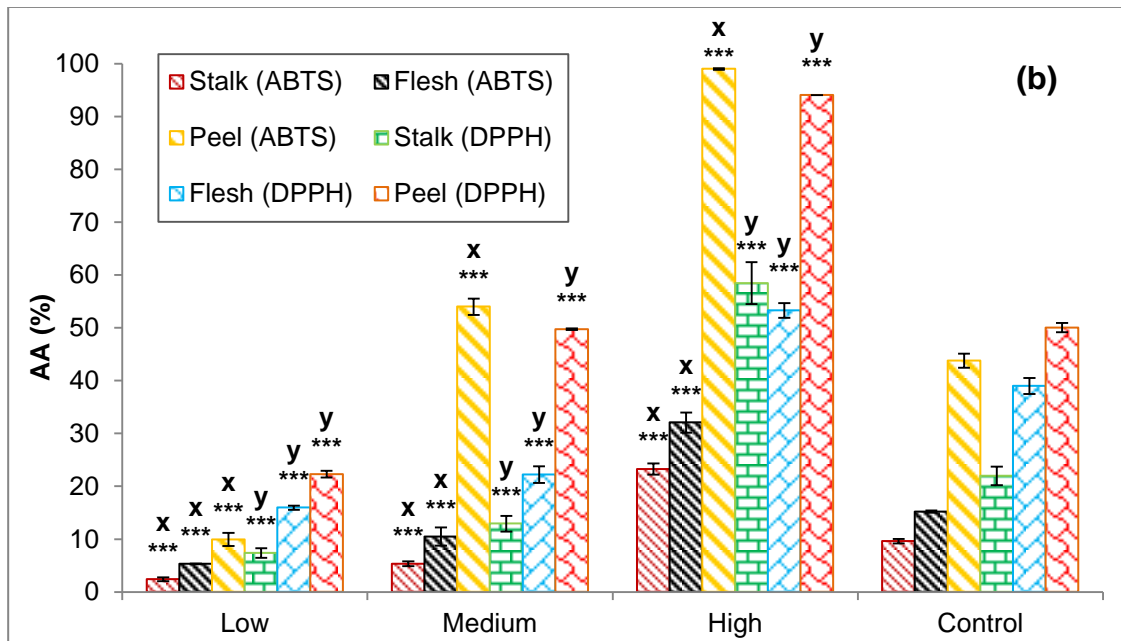 x y
*** ***
100
Stalk (ABTS) Flesh (ABTS) (b)
90
Peel (ABTS) Stalk (DPPH)
80
Flesh (DPPH) Peel (DPPH)
70
y y
*** ***
x y
*** ***
60
50
40
x
***
x
***
30
y
***
y
***
20
x y
*** ***
x
***
y
***
x
***
y
***
10
x x
*** ***
0
AA (%)
Low Medium High Control